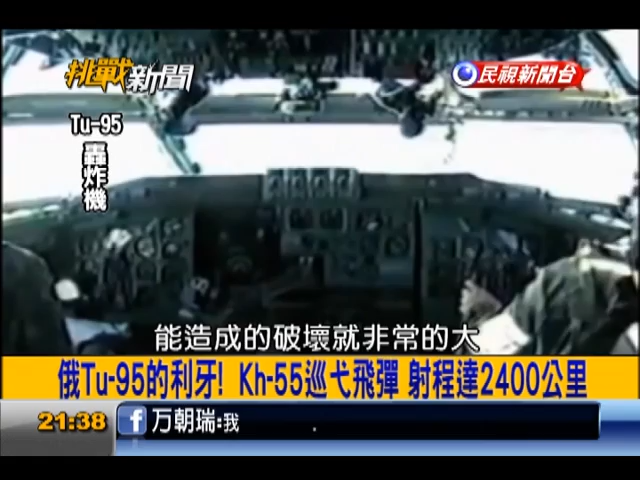 挑戰新聞
民視新聞台
Tu-95
轟炸機
能造成的破壞就非常的大
俄Tu-95的利牙! Kh-55巡弋飛彈 射程達2400公里
21:38
f 万朝瑞:我 .